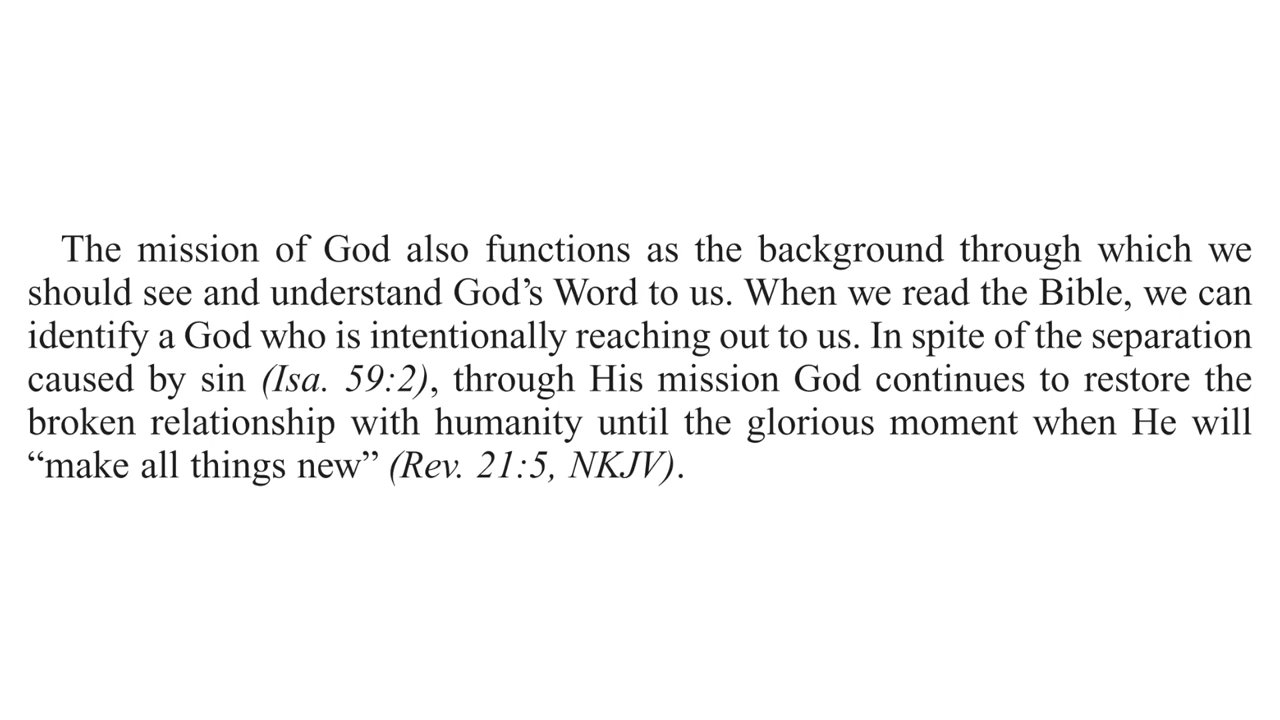 The mission of God also functions as the background through which we
should see and understand God’s Word to us. When we read the Bible, we can
identify a God who is intentionally reaching out to us. In spite of the separation
caused by sin (Isa. 59:2), through His mission God continues to restore the
broken relationship with humanity until the glorious moment when He will
“make all things new” (Rev. 21:5, NKJV).